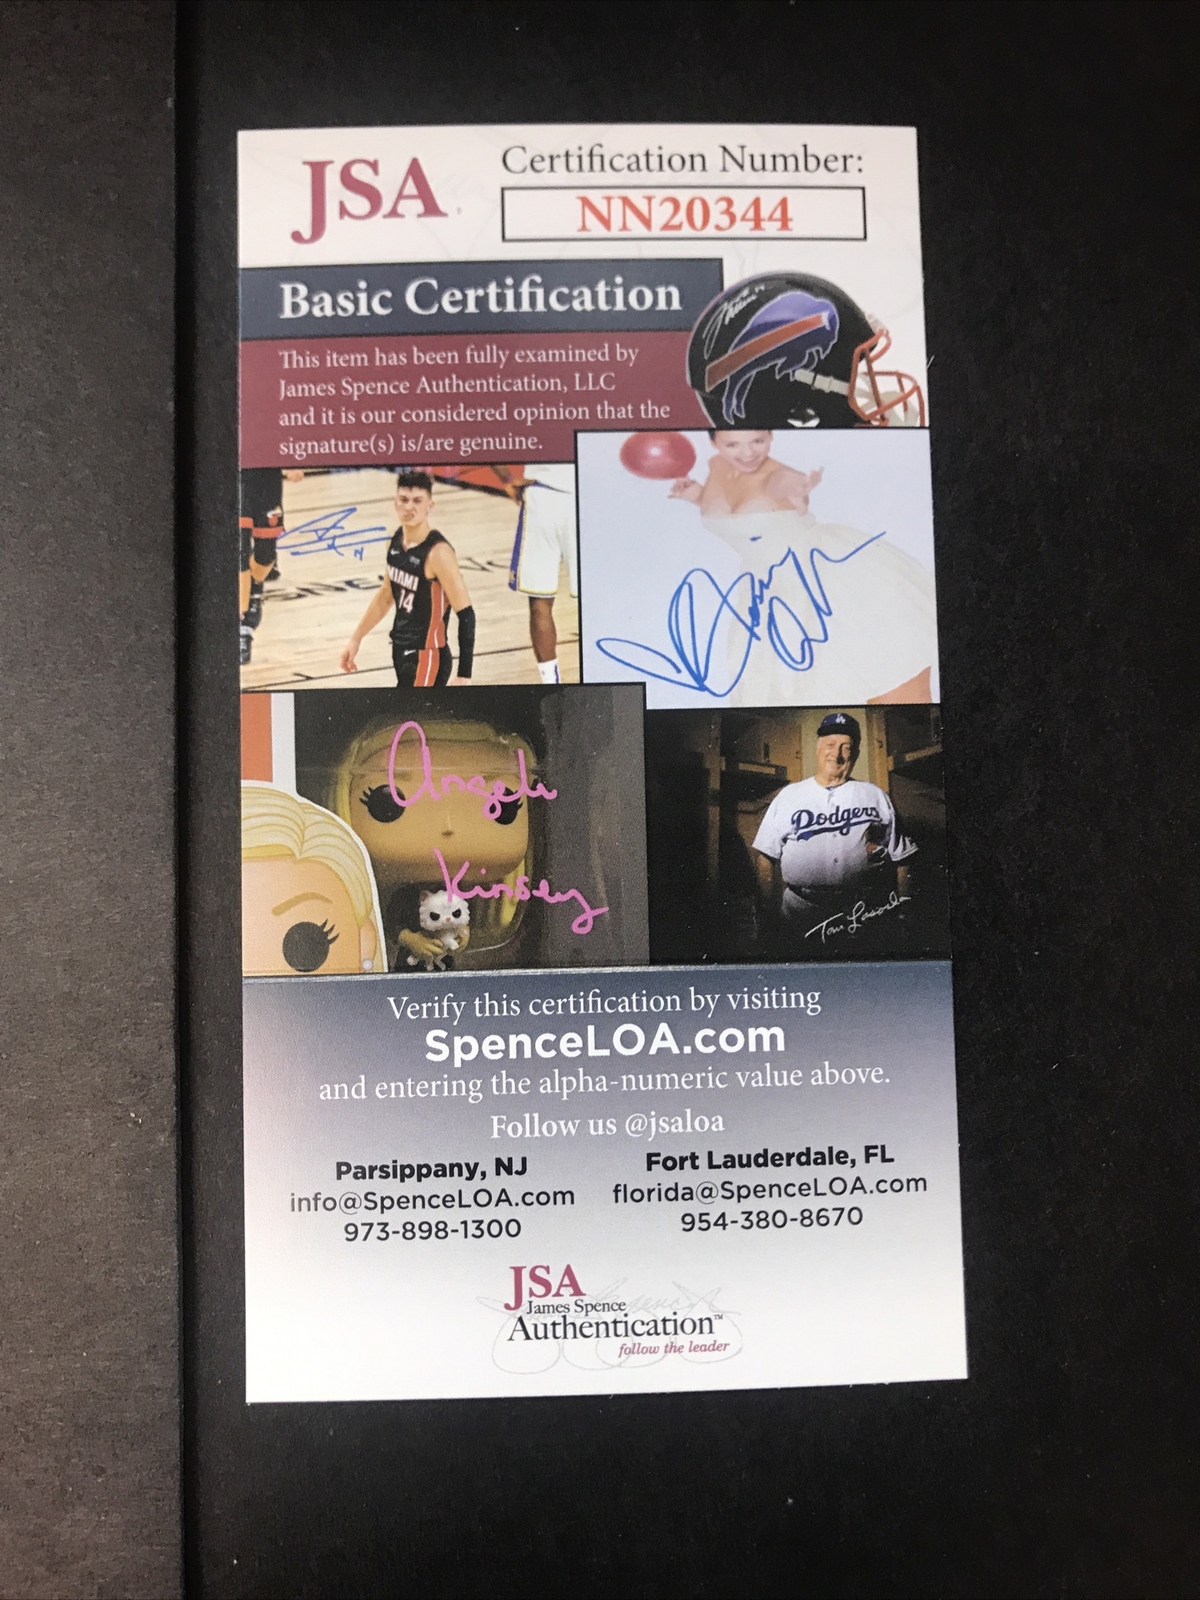 JSA
Certification Number:
NN20344
Basic Certification
This item has been fully examined by
James Spence Authentication, LLC
and it is our considered opinion that the
signature(s) is/are genuine.
MIAMI
14
Angela
Kinsey
Dodgers
Tom Lasorda
Verify this certification by visiting
SpenceLOA.com
and entering the alpha-numeric value above.
Follow us @jsaloa
Parsippany, NJ
info@SpenceLOA.com
973-898-1300
Fort Lauderdale, FL
florida@SpenceLOA.com
954-380-8670
JSA
James Spence
Authentication™
follow the leader